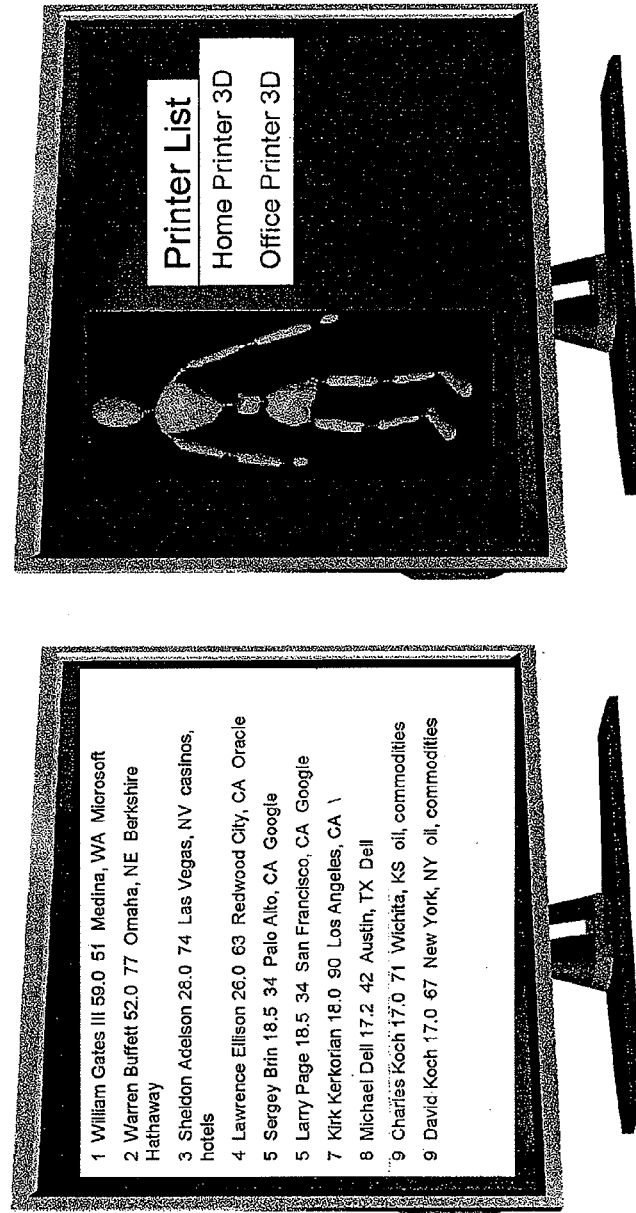 1 William Gates III 59.0 51 Medina, WA Miorosoft
2 Warren Buffett 52.0 77 Omaha, NE Berkshire
Hathaway
3 Sheldon Adelson 28.0 74 Las Vegas, NV casinos,
hotels
4 Lawrence Ellison 26.0 63 Redwood City, CA Oracle
5 Sergey Brin 18.5 34 Palo Alto, CA Google
5 Larry Page 18.5 34 San Francisco, CA Google
7 Kirk Kerkorian 18.0 90 Los Angeles, CA \
8 Michael Dell 17.2 42 Austin, TX Dell
9 Charles Koch 17.0 71 Wichita, KS oil, commodities
9 David Koch 17.0 67 New York, NY oil, commodities
Printer List
Home Printer 3D
Office Printer 3D